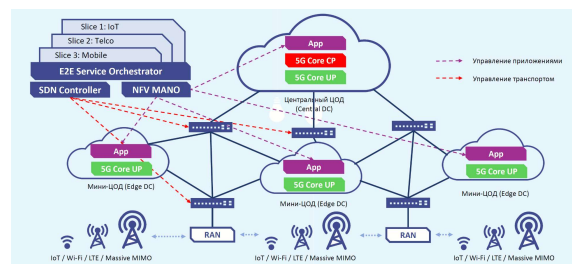 Slice 1: IoT
Slice 2: Telco
Slice 3: Mobile
E2E Service Orchestrator
SDN Controller
NFV MANO
App
5G Core CP
5G Core UP
Центральный ЦОД
(Central DC)
Управление приложениями
Управление транспортом
App
5G Core UP
Мини-ЦОД (Edge DC)
App
5G Core UP
Мини-ЦОД (Edge DC)
App
5G Core UP
Мини-ЦОД (Edge DC)
RAN
RAN
IoT / Wi-Fi / LTE / Massive MIMO
IoT / Wi-Fi / LTE / Massive MIMO
IoT / Wi-Fi / LTE / Massive MIMO